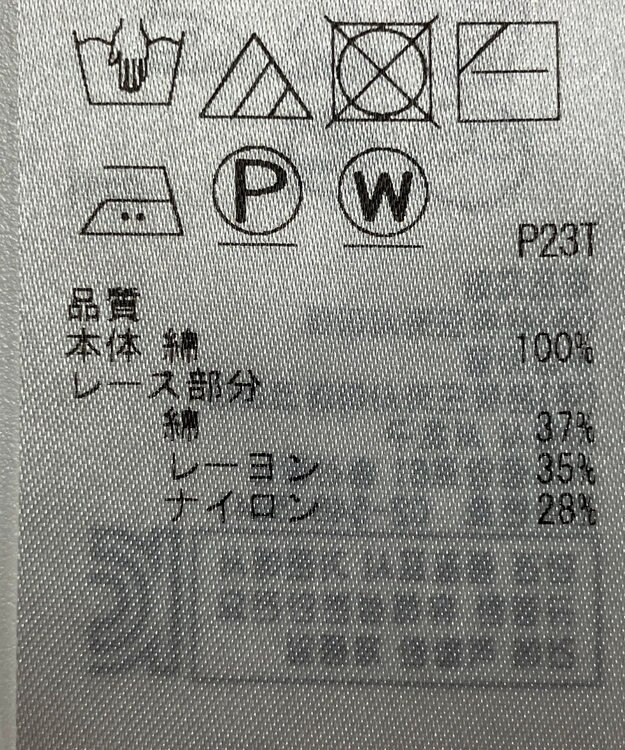 P W
P23T
品質
本体 綿 100%
レース部分
綿 37%
レーヨン 35%
ナイロン 28%